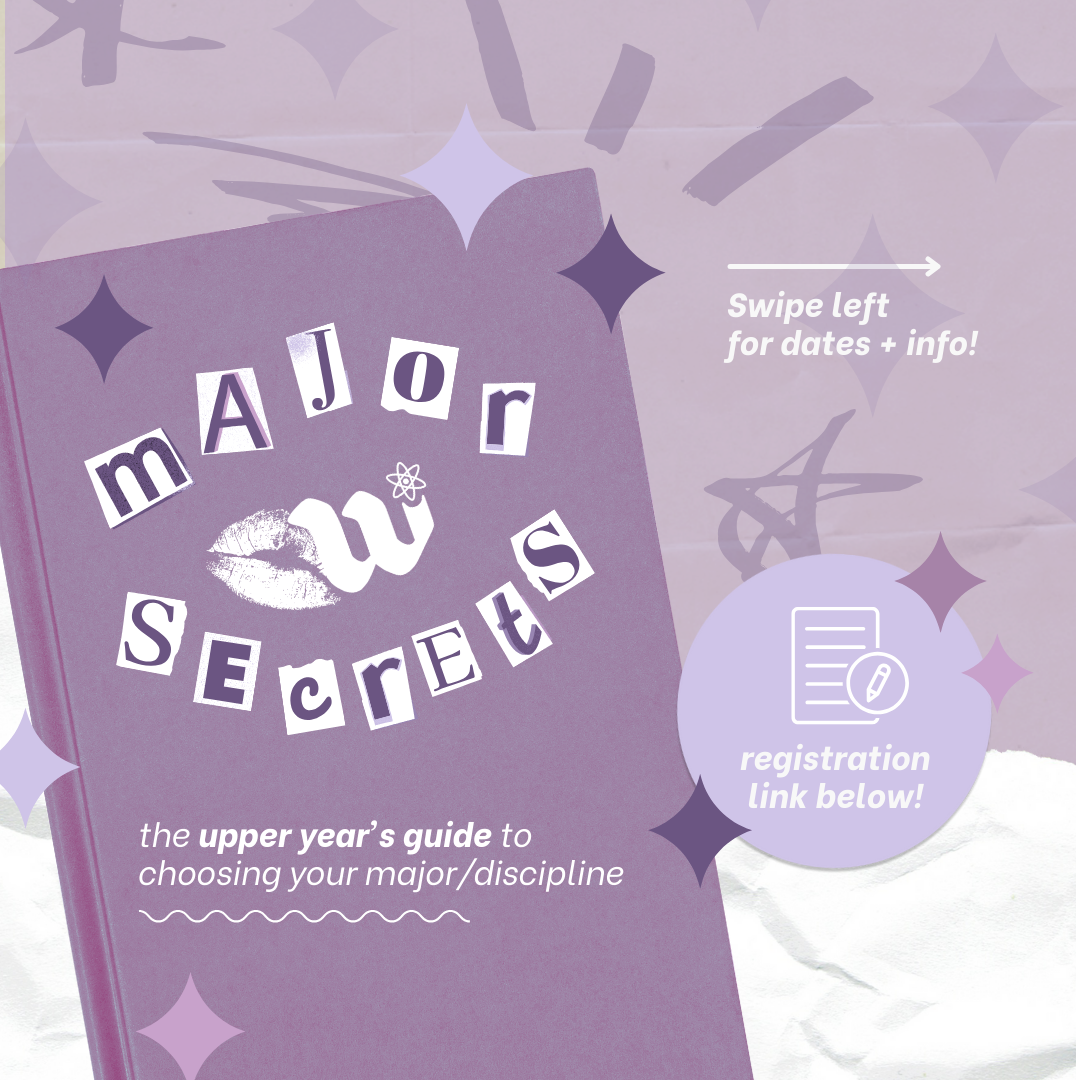 mAJor
w
SEcrEtS
the upper year's guide to
choosing your major/discipline
Swipe left
for dates + info!
registration
link below!